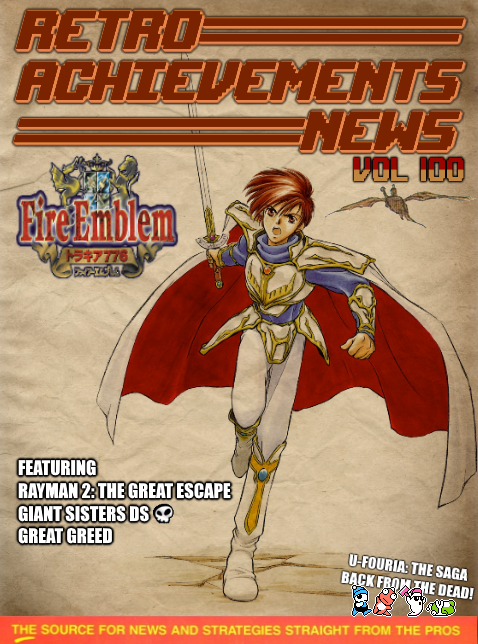 RETRO
ACHIEVEMENTS
NEWS
VOL 100
Fire Emblem
トラキア776
FEATURING
RAYMAN 2: THE GREAT ESCAPE
GIANT SISTERS DS
GREAT GREED
U-FOURIA: THE SAGA
BACK FROM THE DEAD!
THE SOURCE FOR NEWS AND STRATEGIES STRAIGHT FROM THE PROS